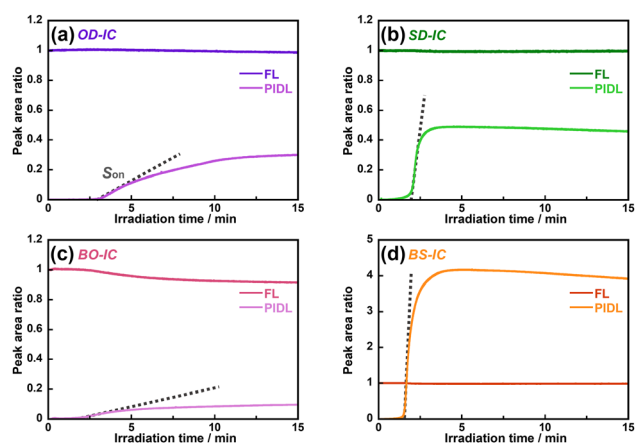 (a) OD-IC
Peak area ratio
1.2
1
0.8
0.6
0.4
0.2
0
FL
PIDL
Son
0 5 10 15
Irradiation time / min
(b) SD-IC
Peak area ratio
1.2
1
0.8
0.6
0.4
0.2
0
FL
PIDL
0 5 10 15
Irradiation time / min
(c) BO-IC
Peak area ratio
1.2
1
0.8
0.6
0.4
0.2
0
FL
PIDL
0 5 10 15
Irradiation time / min
(d) BS-IC
Peak area ratio
5
4
3
2
1
0
FL
PIDL
0 5 10 15
Irradiation time / min